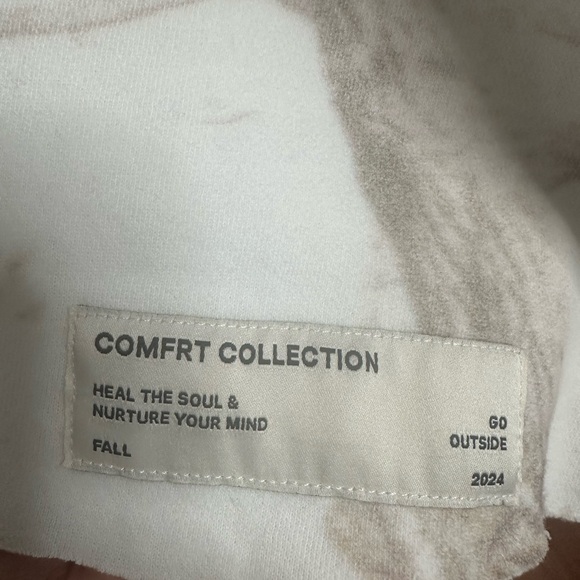 COMFRT COLLECTION
HEAL THE SOUL &
NURTURE YOUR MIND
FALL
GO
OUTSIDE
2024